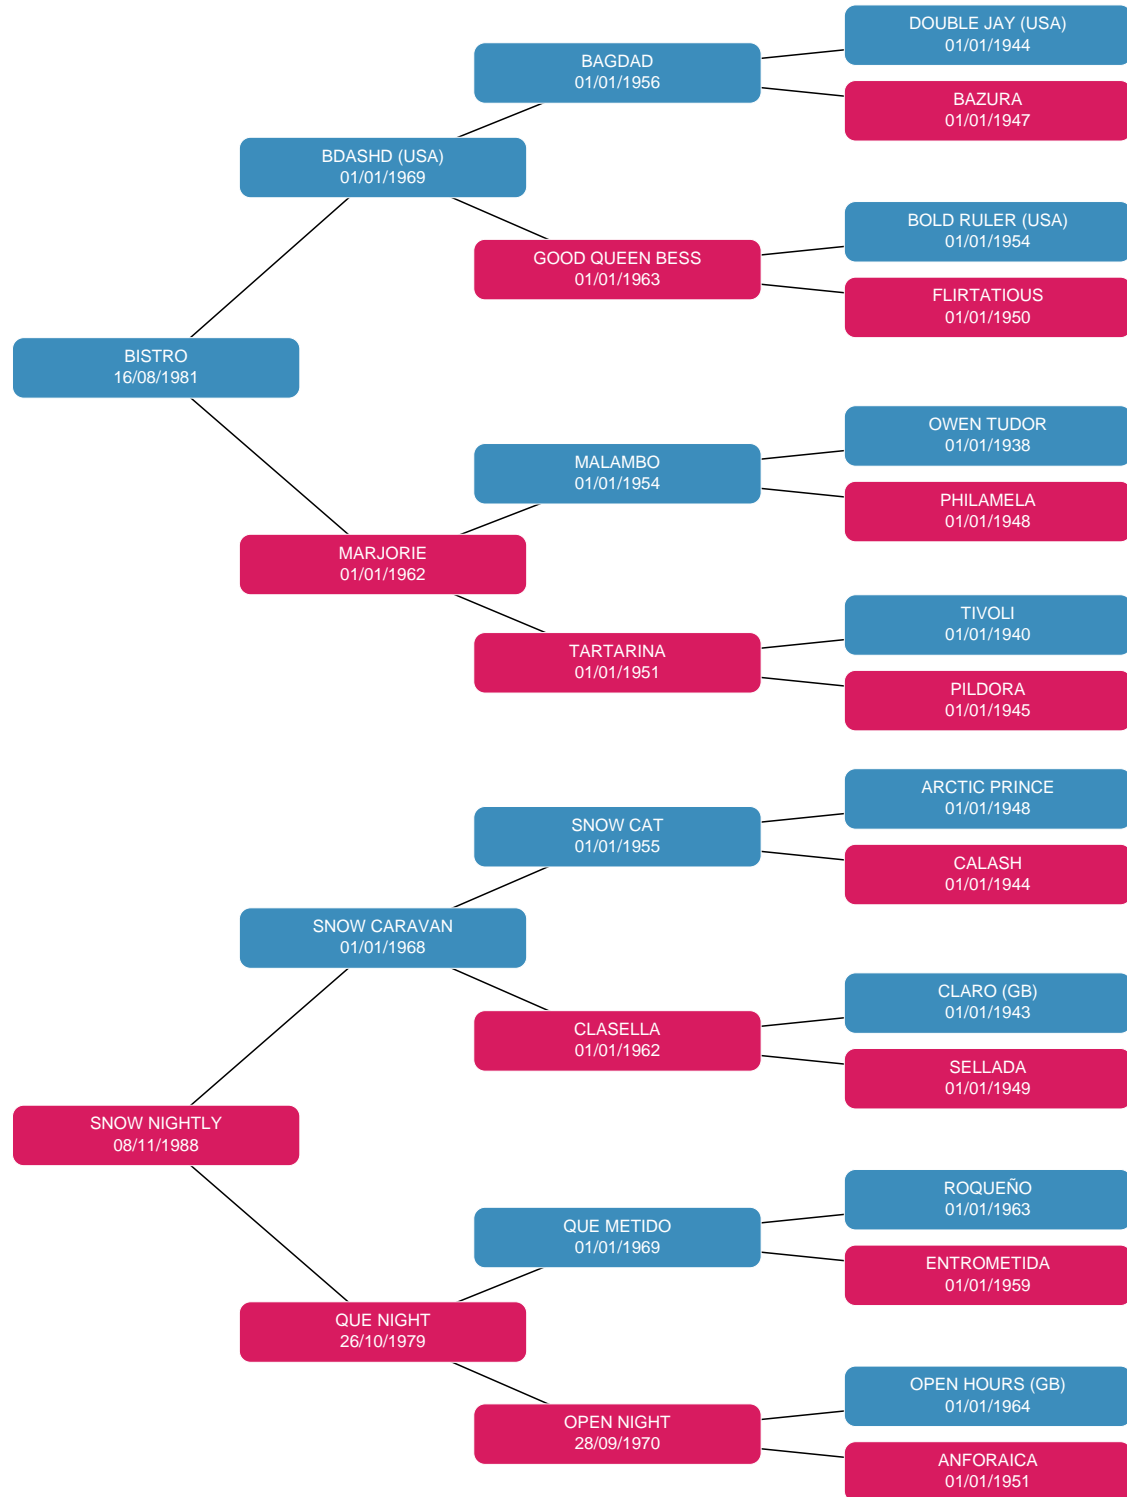 DOUBLE JAY (USA)
01/01/1944
BAGDAD
01/01/1956
BAZURA
01/01/1947
BDASHD (USA)
01/01/1969
BOLD RULER (USA)
01/01/1954
GOOD QUEEN BESS
01/01/1963
FLIRTATIOUS
01/01/1950
BISTRO
16/08/1981
OWEN TUDOR
01/01/1938
MALAMBO
01/01/1954
PHILAMELA
01/01/1948
MARJORIE
01/01/1962
TIVOLI
01/01/1940
TARTARINA
01/01/1951
PILDORA
01/01/1945
ARCTIC PRINCE
01/01/1948
SNOW CAT
01/01/1955
CALASH
01/01/1944
SNOW CARAVAN
01/01/1968
CLARO (GB)
01/01/1943
CLASELLA
01/01/1962
SELLADA
01/01/1949
SNOW NIGHTLY
08/11/1988
ROQUEÑO
01/01/1963
QUE METIDO
01/01/1969
ENTROMETIDA
01/01/1959
QUE NIGHT
26/10/1979
OPEN HOURS (GB)
01/01/1964
OPEN NIGHT
28/09/1970
ANFORAICA
01/01/1951